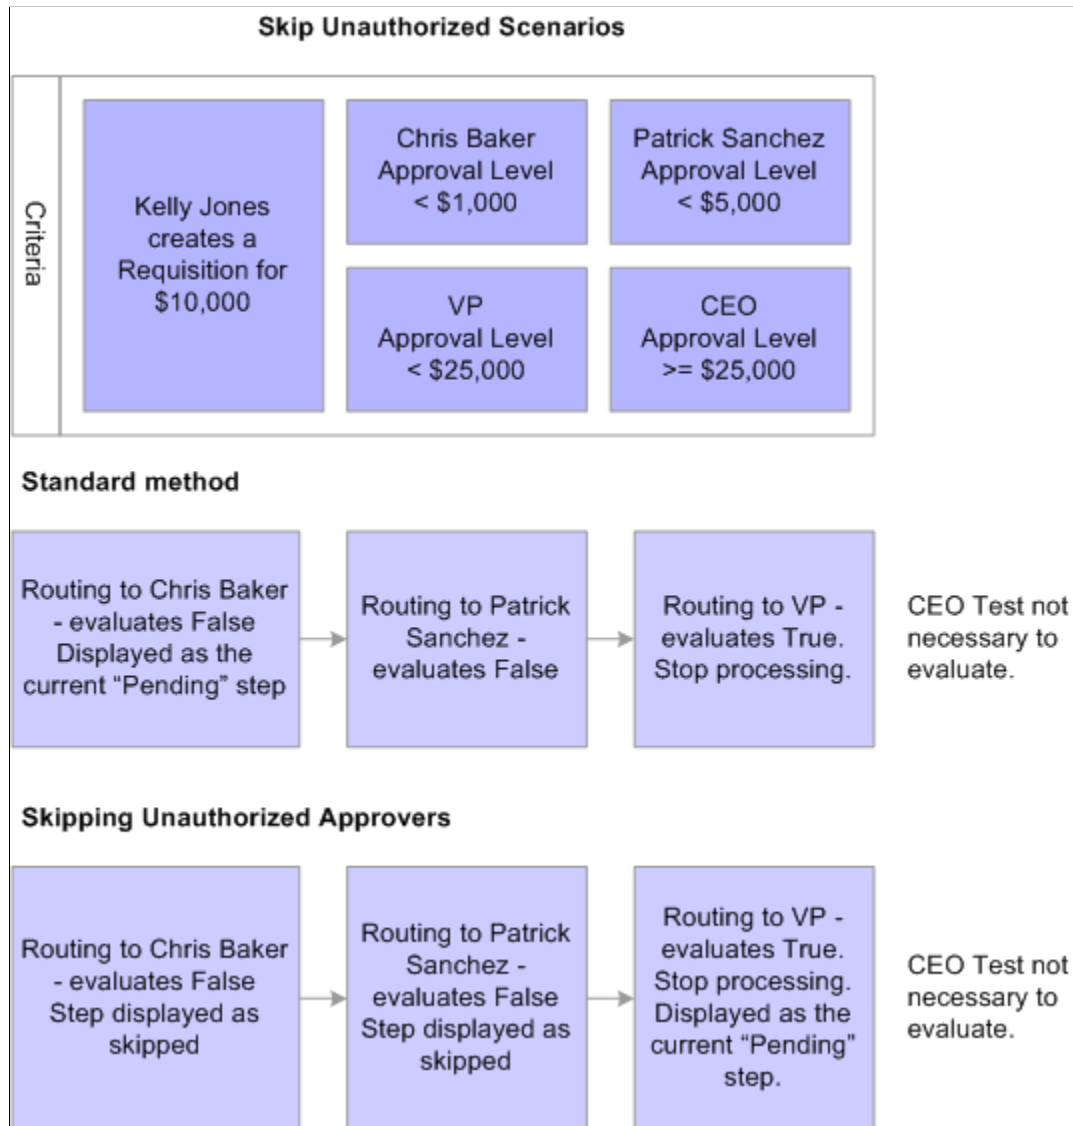 Skip Unauthorized Scenarios
Criteria
Kelly Jones
creates a
Requisition for
$10,000
Chris Baker
Approval Level
< $1,000
Patrick Sanchez
Approval Level
< $5,000
VP
Approval Level
< $25,000
CEO
Approval Level
>= $25,000
Standard method
Routing to Chris Baker
- evaluates False
Displayed as the
current “Pending” step
Routing to Patrick
Sanchez -
evaluates False
Routing to VP -
evaluates True.
Stop processing.
CEO Test not
necessary to
evaluate.
Skipping Unauthorized Approvers
Routing to Chris Baker
- evaluates False
Step displayed as
skipped
Routing to Patrick
Sanchez -
evaluates False
Step displayed as
skipped
Routing to VP -
evaluates True.
Stop processing.
Displayed as the
current “Pending”
step.
CEO Test not
necessary to
evaluate.